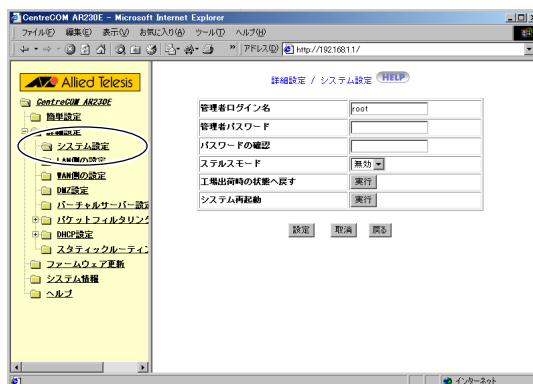 CentreCOM AR230E - Microsoft Internet Explorer
ファイル(F) 編集(E) 表示(V) お気に入り(A) ツール(T) ヘルプ(H)
アドレス(D) http://192.168.1.1/
Allied Telesis
CentreCOM AR230E
簡単設定
システム設定
LAN側の設定
WAN側の設定
DMZ設定
バーチャルサーバー設定
パケットフィルタリング
DHCP設定
スタティックルーティン
ファームウェア更新
システム情報
ヘルプ
詳細設定 / システム設定 HELP
管理者ログイン名 root
管理者パスワード
パスワードの確認
ステルスモード 無効
工場出荷時の状態へ戻す 実行
システム再起動 実行
設定 取消 戻る
インターネット